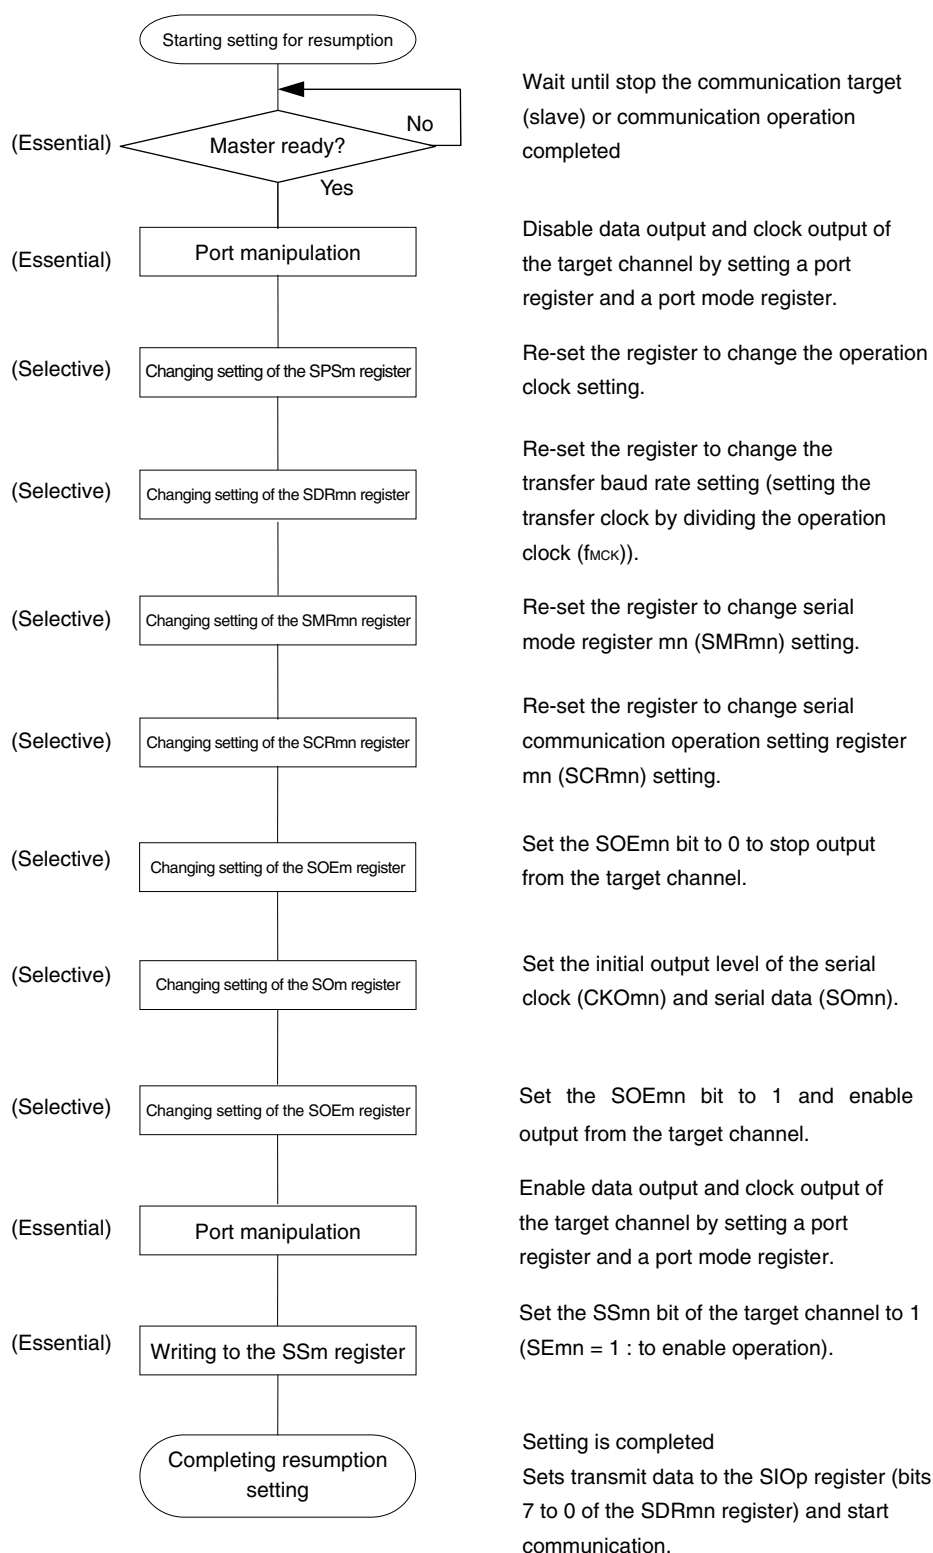 Starting setting for resumption
Wait until stop the communication target
(slave) or communication operation
completed
(Essential)
Master ready?
No
Yes
(Essential)
Port manipulation
Disable data output and clock output of
the target channel by setting a port
register and a port mode register.
(Selective)
Changing setting of the SPSm register
Re-set the register to change the operation
clock setting.
(Selective)
Changing setting of the SDRmn register
Re-set the register to change the
transfer baud rate setting (setting the
transfer clock by dividing the operation
clock (fMCK)).
(Selective)
Changing setting of the SMRmn register
Re-set the register to change serial
mode register mn (SMRmn) setting.
(Selective)
Changing setting of the SCRmn register
Re-set the register to change serial
communication operation setting register
mn (SCRmn) setting.
(Selective)
Changing setting of the SOEm register
Set the SOEmn bit to 0 to stop output
from the target channel.
(Selective)
Changing setting of the SOm register
Set the initial output level of the serial
clock (CKOmn) and serial data (SOmn).
(Selective)
Changing setting of the SOEm register
Set the SOEmn bit to 1 and enable
output from the target channel.
(Essential)
Port manipulation
Enable data output and clock output of
the target channel by setting a port
register and a port mode register.
(Essential)
Writing to the SSm register
Set the SSmn bit of the target channel to 1
(SEmn = 1 : to enable operation).
Completing resumption
setting
Setting is completed
Sets transmit data to the SIOp register (bits
7 to 0 of the SDRmn register) and start
communication.